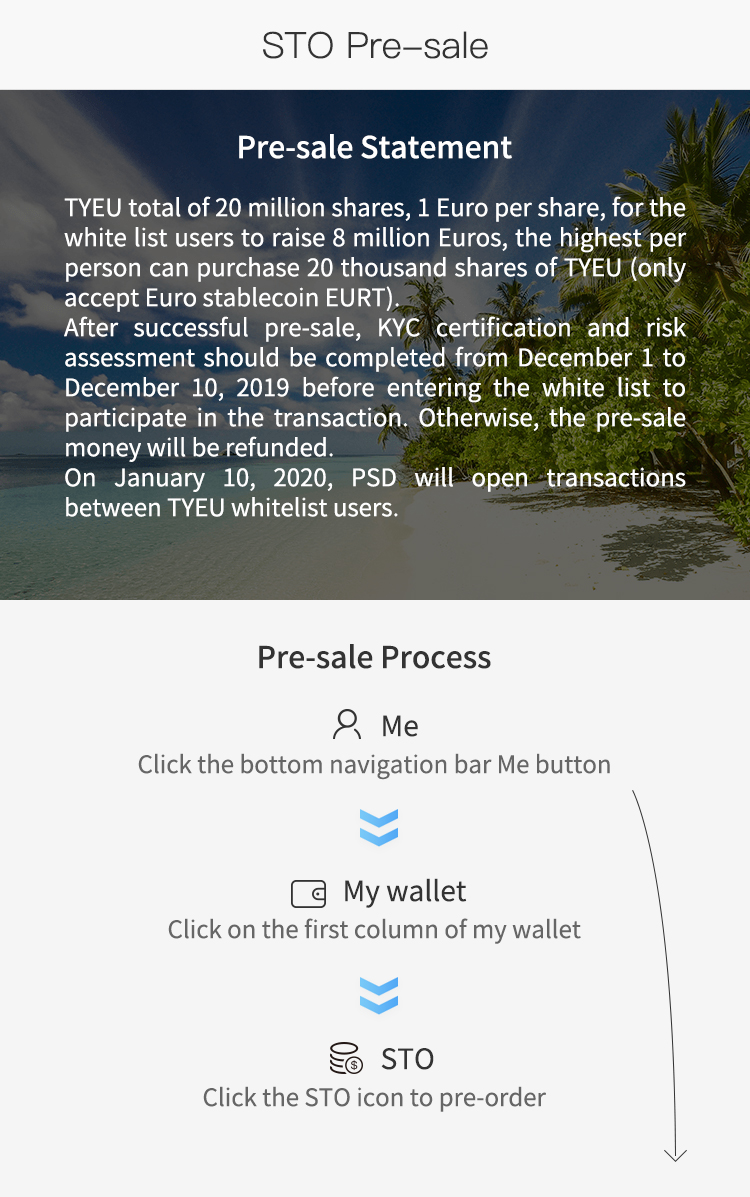 STO Pre–sale
Pre-sale Statement
TYEU total of 20 million shares, 1 Euro per share, for the
white list users to raise 8 million Euros, the highest per
person can purchase 20 thousand shares of TYEU (only
accept Euro stablecoin EURT).
After successful pre-sale, KYC certification and risk
assessment should be completed from December 1 to
December 10, 2019 before entering the white list to
participate in the transaction. Otherwise, the pre-sale
money will be refunded.
On January 10, 2020, PSD will open transactions
between TYEU whitelist users.
Pre-sale Process
Me
Click the bottom navigation bar Me button
My wallet
Click on the first column of my wallet
STO
Click the STO icon to pre-order